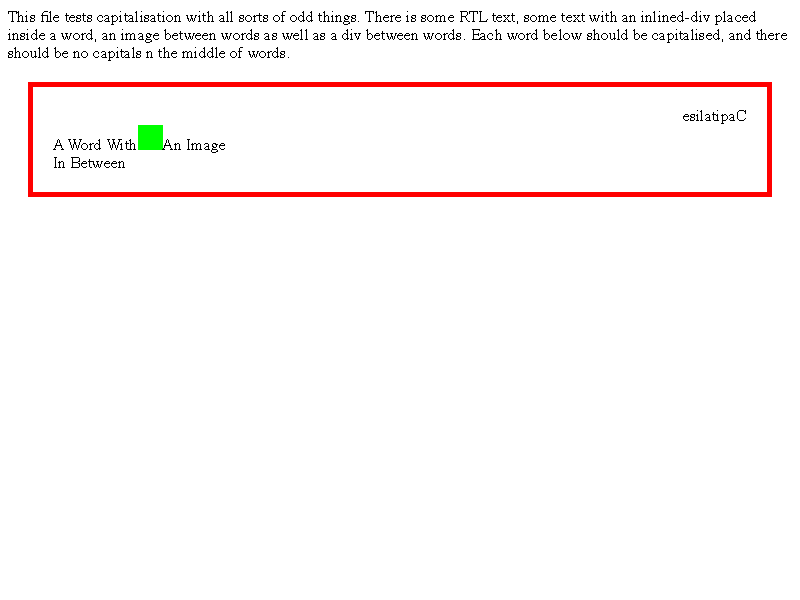 This file tests capitalisation with all sorts of odd things. There is some RTL text, some text with an inlined-div placed
inside a word, an image between words as well as a div between words. Each word below should be capitalised, and there
should be no capitals n the middle of words.
esilatipaC
A Word With An Image
In Between